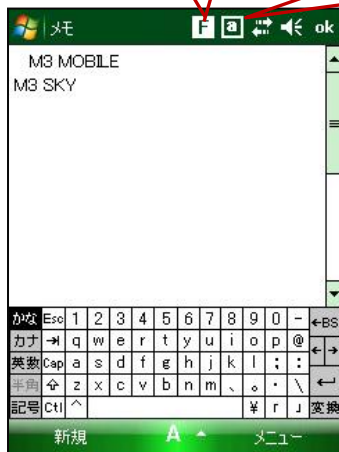 メモ F a ok
M3 MOBILE
M3 SKY
かな Esc 1 2 3 4 5 6 7 8 9 0 - ←BS
カナ →| q w e r t y u i o p @ ← →
英数 Cap a s d f g h j k l ; :
半角 z x c v b n m 、 。 ・ \ ↵
記号 Ctl ^ ¥ 「 」 変換
新規 A メニュー